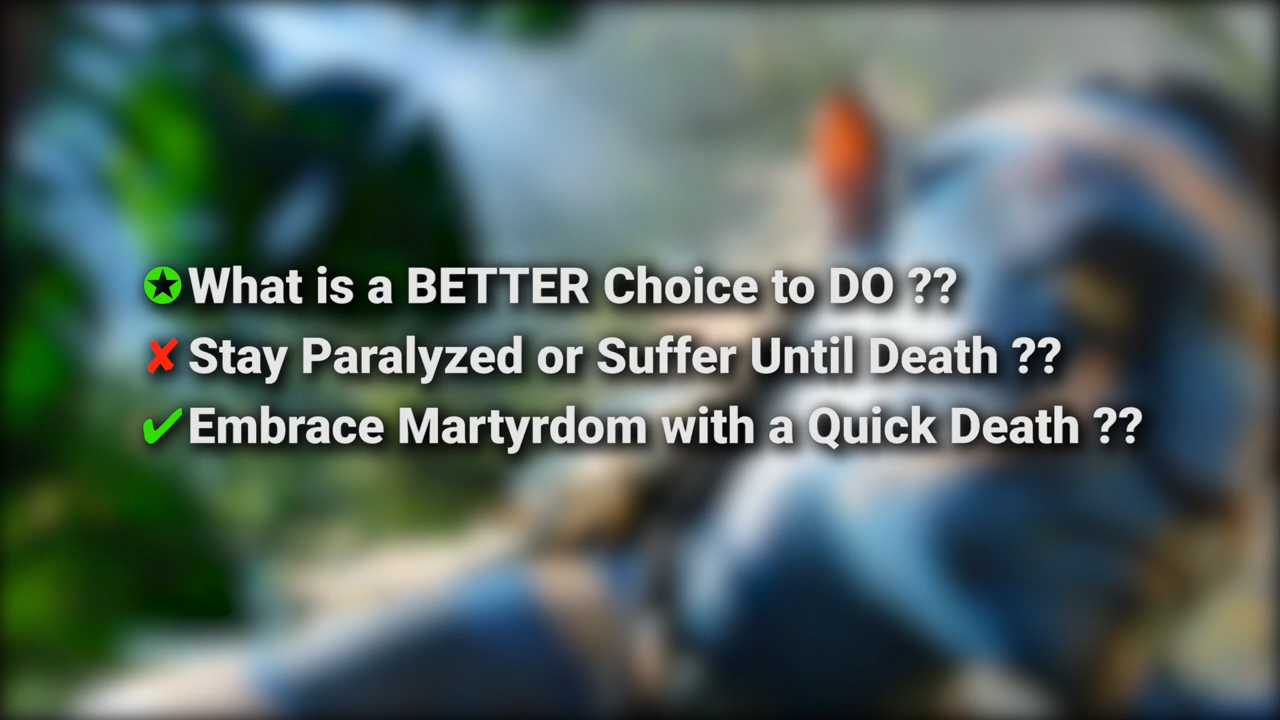 ✪What is a BETTER Choice to DO ??
✘Stay Paralyzed or Suffer Until Death ??
✔Embrace Martyrdom with a Quick Death ??